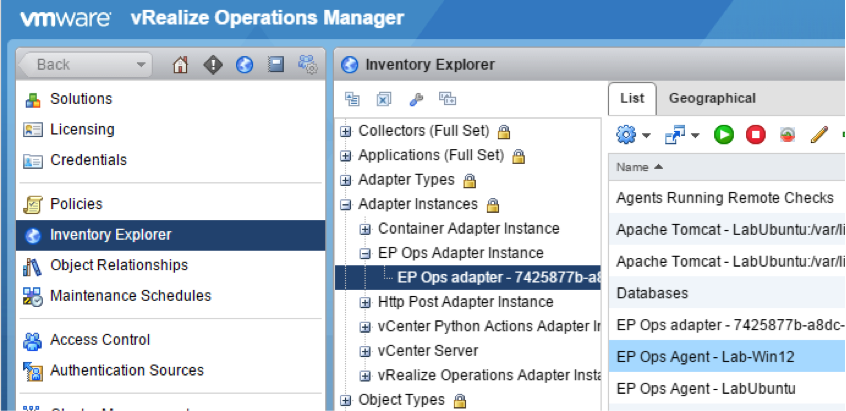 vmware vRealize Operations Manager
Back
Solutions
Licensing
Credentials
Policies
Inventory Explorer
Object Relationships
Maintenance Schedules
Access Control
Authentication Sources
Inventory Explorer
Collectors (Full Set)
Applications (Full Set)
Adapter Types
Adapter Instances
Container Adapter Instance
EP Ops Adapter Instance
EP Ops adapter - 7425877b-a8
Http Post Adapter Instance
vCenter Python Actions Adapter
vCenter Server
vRealize Operations Adapter
Object Types
List Geographical
Name
Agents Running Remote Checks
Apache Tomcat - LabUbuntu:/var/
Apache Tomcat - LabUbuntu:/var/
Databases
EP Ops adapter - 7425877b-a8dc-
EP Ops Agent - Lab-Win12
EP Ops Agent - LabUbuntu